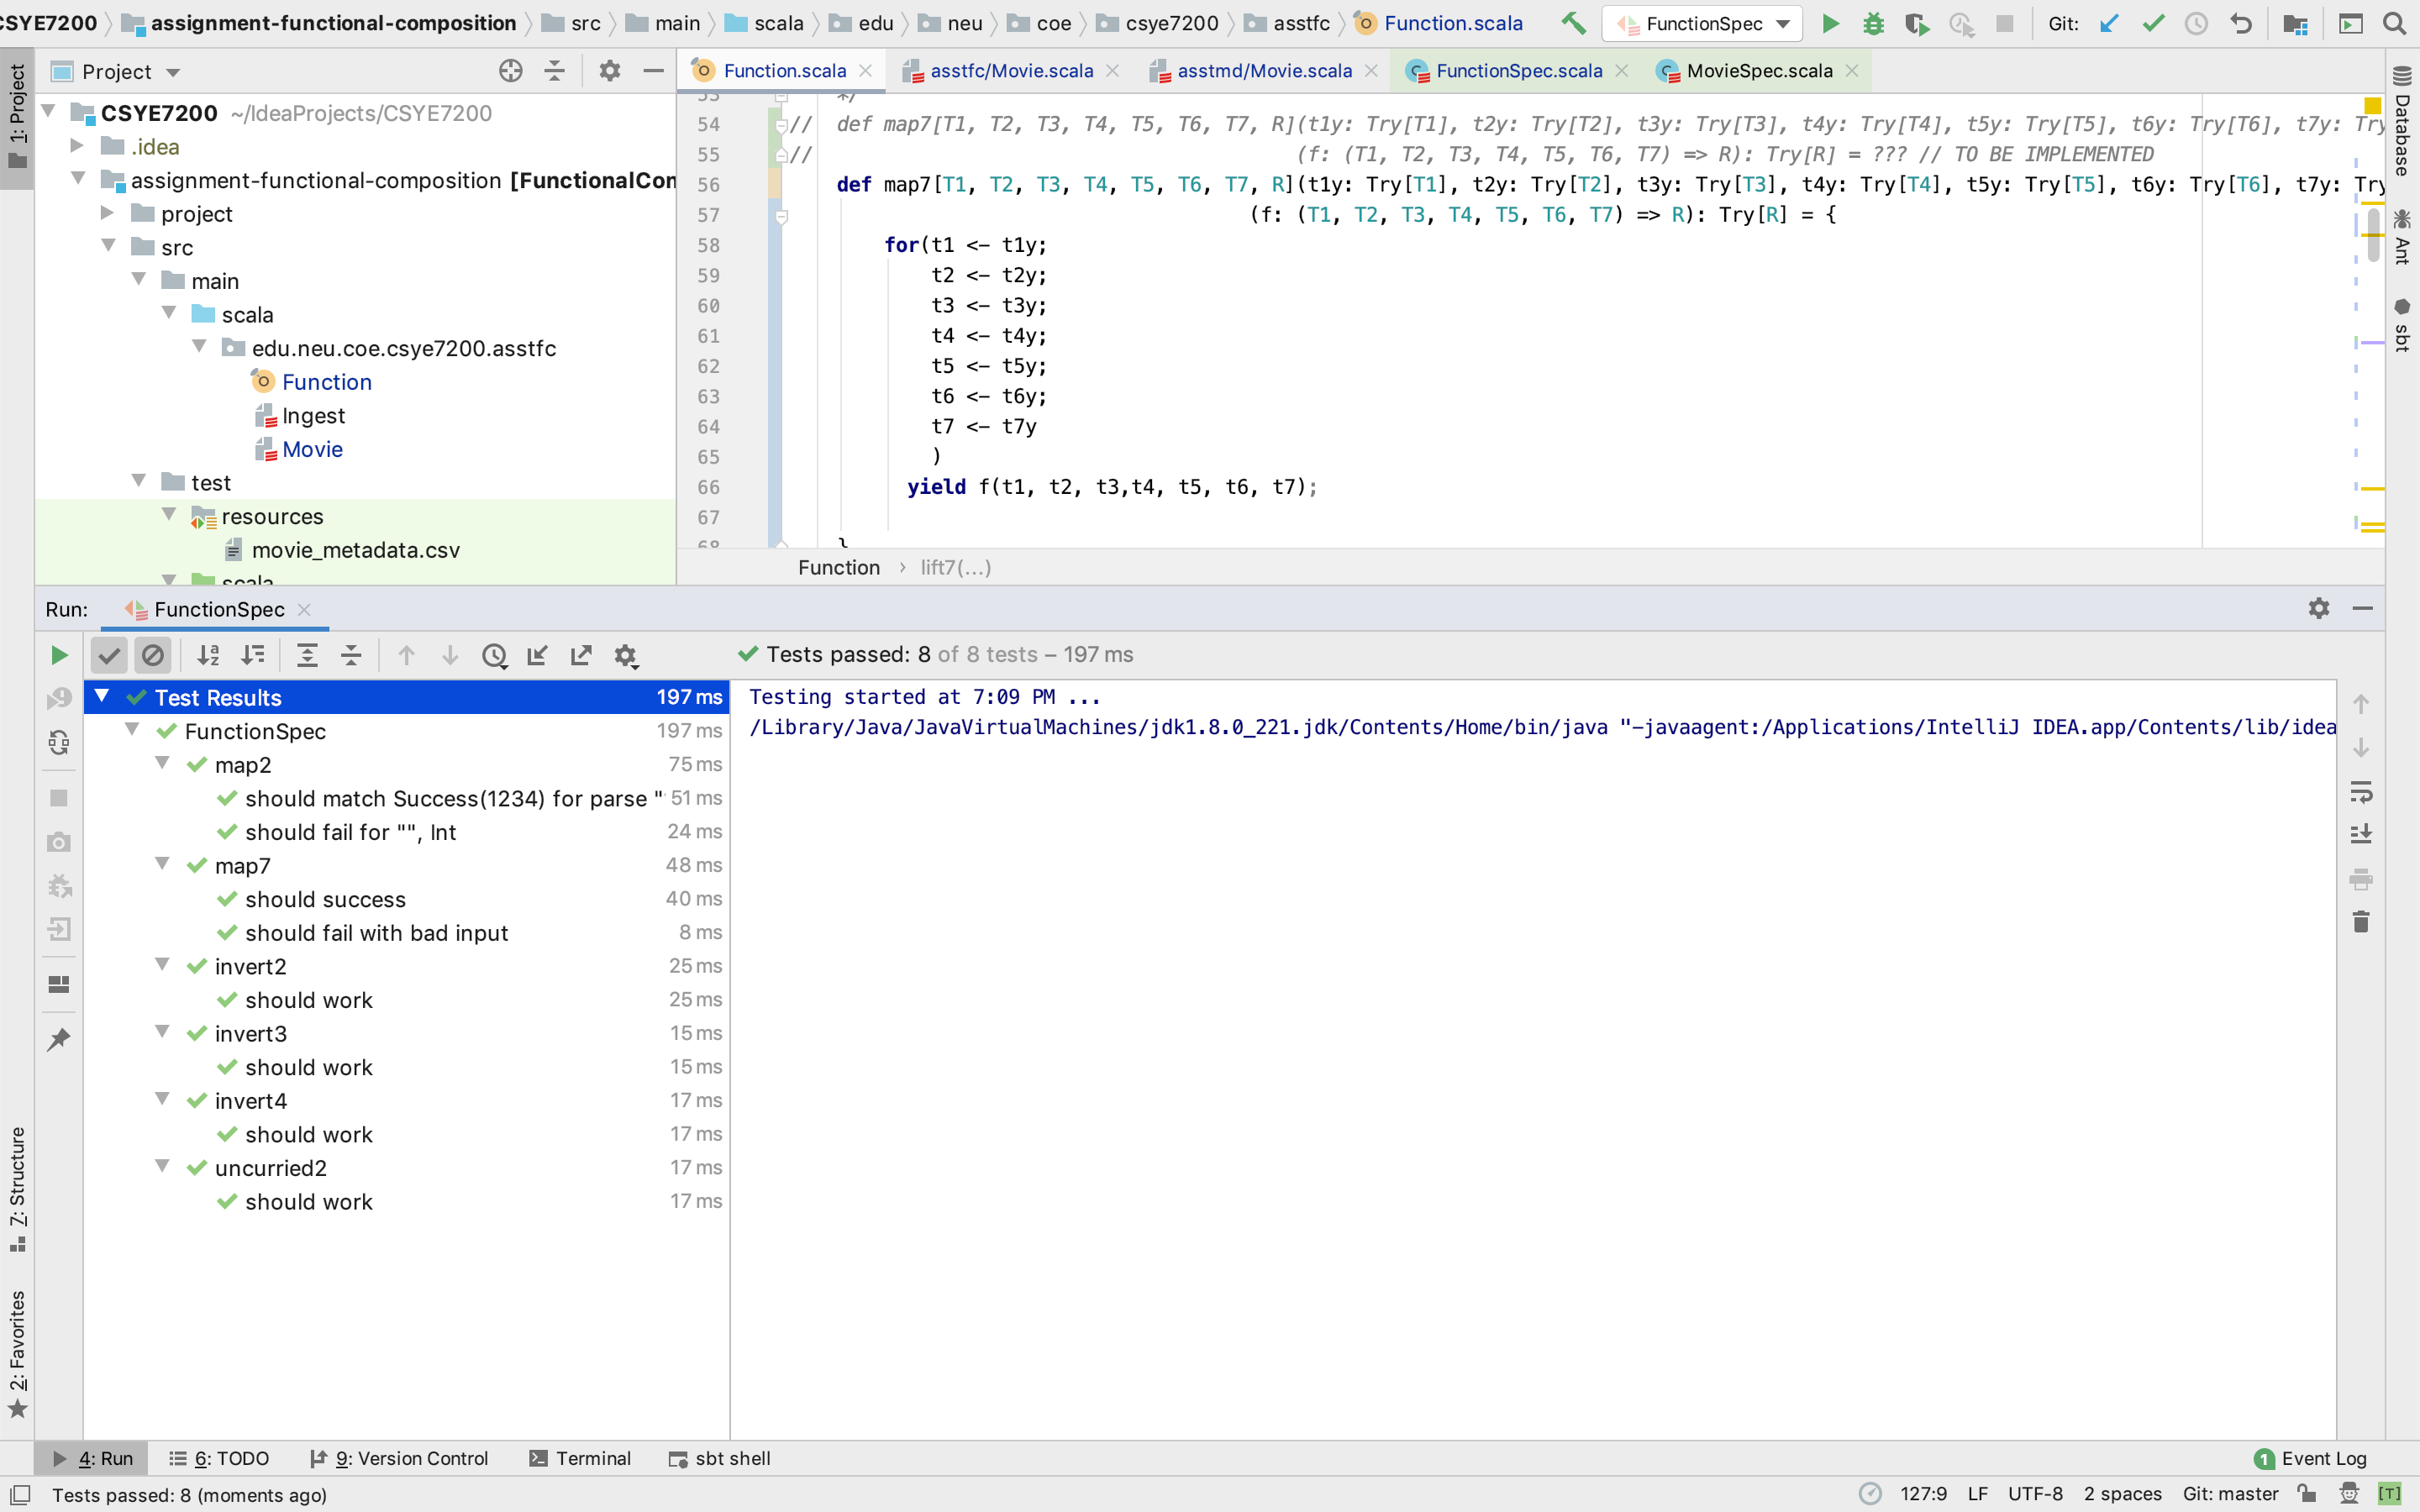 CSYE7200 assignment-functional-composition src main scala edu neu coe csye7200 asstfc Function.scala FunctionSpec Git:
1: Project
Project
Function.scala asstfc/Movie.scala asstmd/Movie.scala FunctionSpec.scala MovieSpec.scala
CSYE7200 ~/IdeaProjects/CSYE7200
.idea
assignment-functional-composition [FunctionalCom
project
src
main
scala
edu.neu.coe.csye7200.asstfc
Function
Ingest
Movie
test
resources
movie_metadata.csv
scala
53 */
54 // def map7[T1, T2, T3, T4, T5, T6, T7, R](t1y: Try[T1], t2y: Try[T2], t3y: Try[T3], t4y: Try[T4], t5y: Try[T5], t6y: Try[T6], t7y: Try
55 // (f: (T1, T2, T3, T4, T5, T6, T7) => R): Try[R] = ??? // TO BE IMPLEMENTED
56 def map7[T1, T2, T3, T4, T5, T6, T7, R](t1y: Try[T1], t2y: Try[T2], t3y: Try[T3], t4y: Try[T4], t5y: Try[T5], t6y: Try[T6], t7y: Try
57 (f: (T1, T2, T3, T4, T5, T6, T7) => R): Try[R] = {
58 for(t1 <- t1y;
59 t2 <- t2y;
60 t3 <- t3y;
61 t4 <- t4y;
62 t5 <- t5y;
63 t6 <- t6y;
64 t7 <- t7y
65 )
66 yield f(t1, t2, t3,t4, t5, t6, t7);
67
68 }
Function › lift7(...)
Database
Ant
sbt
Run: FunctionSpec
Tests passed: 8 of 8 tests – 197 ms
Test Results 197 ms
FunctionSpec 197 ms
map2 75 ms
should match Success(1234) for parse " 51 ms
should fail for "", Int 24 ms
map7 48 ms
should success 40 ms
should fail with bad input 8 ms
invert2 25 ms
should work 25 ms
invert3 15 ms
should work 15 ms
invert4 17 ms
should work 17 ms
uncurried2 17 ms
should work 17 ms
Testing started at 7:09 PM ...
/Library/Java/JavaVirtualMachines/jdk1.8.0_221.jdk/Contents/Home/bin/java "-javaagent:/Applications/IntelliJ IDEA.app/Contents/lib/idea
7: Structure
2: Favorites
4: Run 6: TODO 9: Version Control Terminal sbt shell 1 Event Log
Tests passed: 8 (moments ago) 127:9 LF UTF-8 2 spaces Git: master [T]